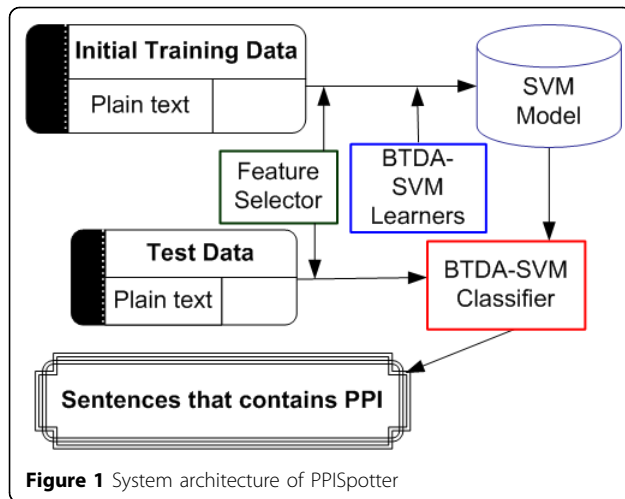 Initial Training Data
Plain text
SVM
Model
Feature
Selector
BTDA-
SVM
Learners
Test Data
Plain text
BTDA-SVM
Classifier
Sentences that contains PPI
Figure 1 System architecture of PPISpotter